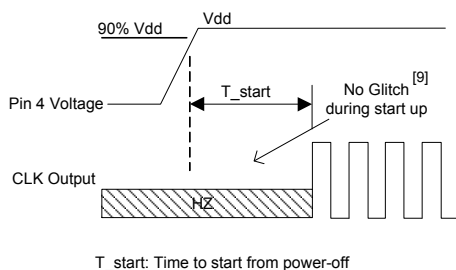 Vdd
90% Vdd
T_start
No Glitch [9]
during start up
Pin 4 Voltage
CLK Output
HZ
T_start: Time to start from power-off